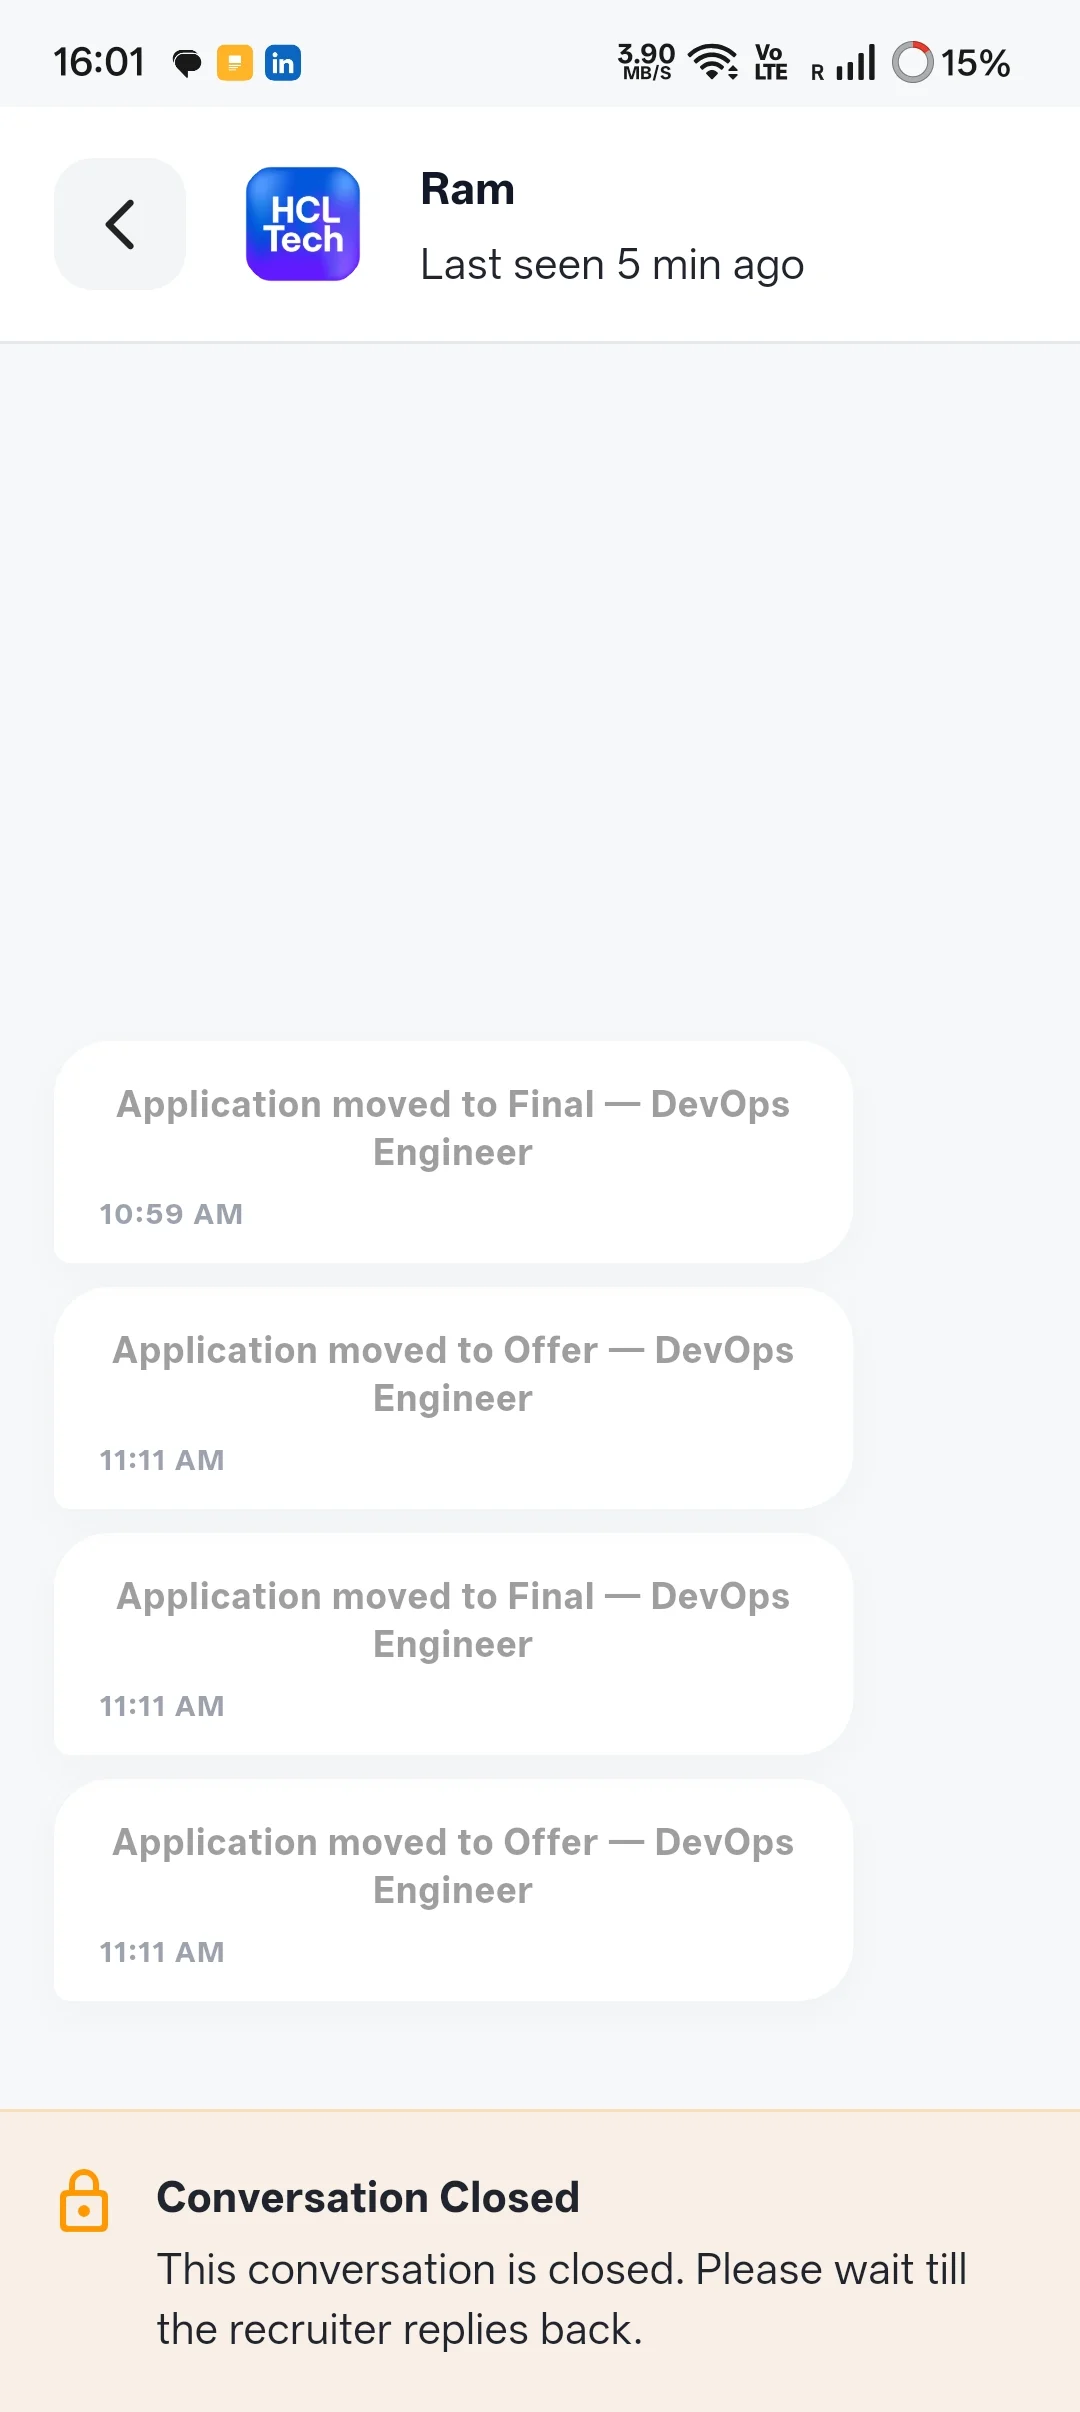 16:01
in
3.90
MB/S
Vo
LTE
R
15%
HCL
Tech
Ram
Last seen 5 min ago
Application moved to Final — DevOps
Engineer
10:59 AM
Application moved to Offer — DevOps
Engineer
11:11 AM
Application moved to Final — DevOps
Engineer
11:11 AM
Application moved to Offer — DevOps
Engineer
11:11 AM
Conversation Closed
This conversation is closed. Please wait till
the recruiter replies back.